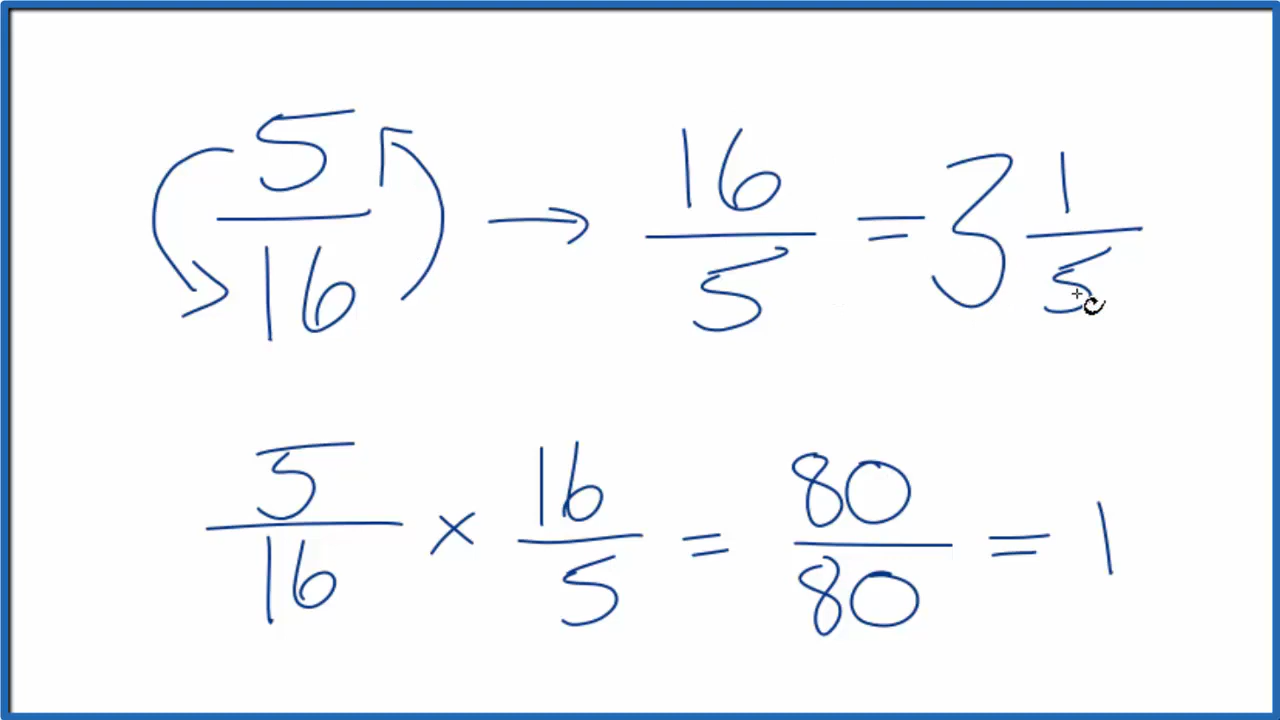 5/16 → 16/5 = 3 1/5
5/16 × 16/5 = 80/80 = 1